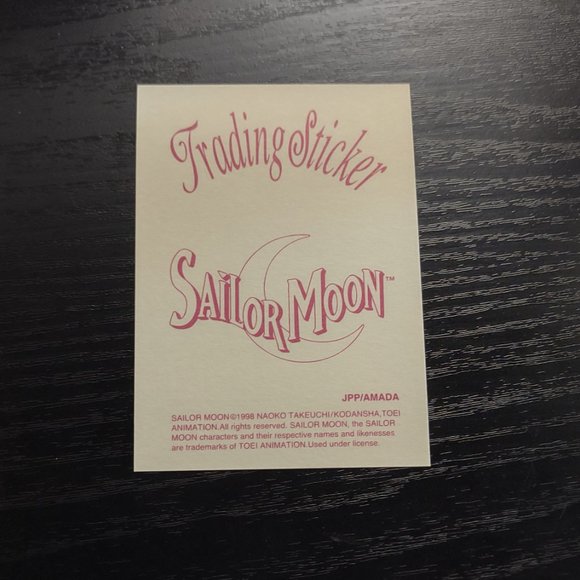 Trading Sticker
SAILOR MOON™
JPP/AMADA
SAILOR MOON©1998 NAOKO TAKEUCHI/KODANSHA,TOEI
ANIMATION.All rights reserved. SAILOR MOON, the SAILOR
MOON characters and their respective names and likenesses
are trademarks of TOEI ANIMATION.Used under license.